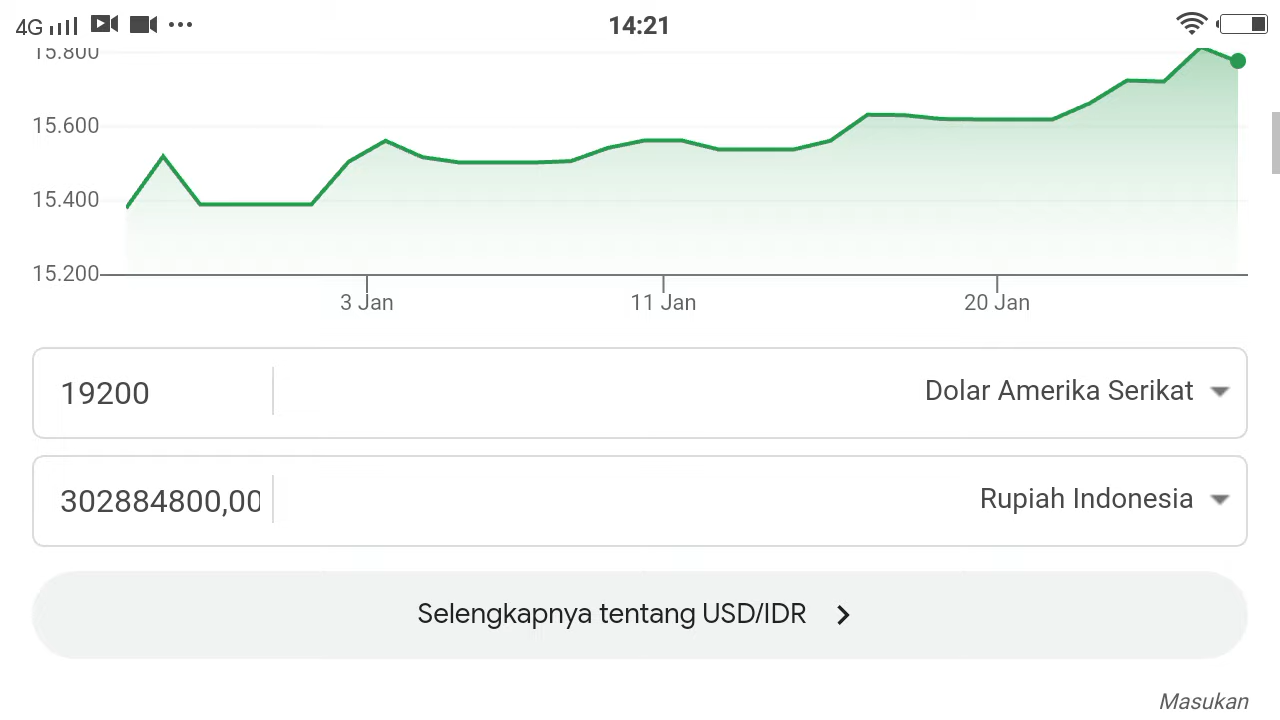 4G 14:21
15.800
15.600
15.400
15.200
3 Jan 11 Jan 20 Jan
19200 Dolar Amerika Serikat
302884800,00 Rupiah Indonesia
Selengkapnya tentang USD/IDR
Masukan